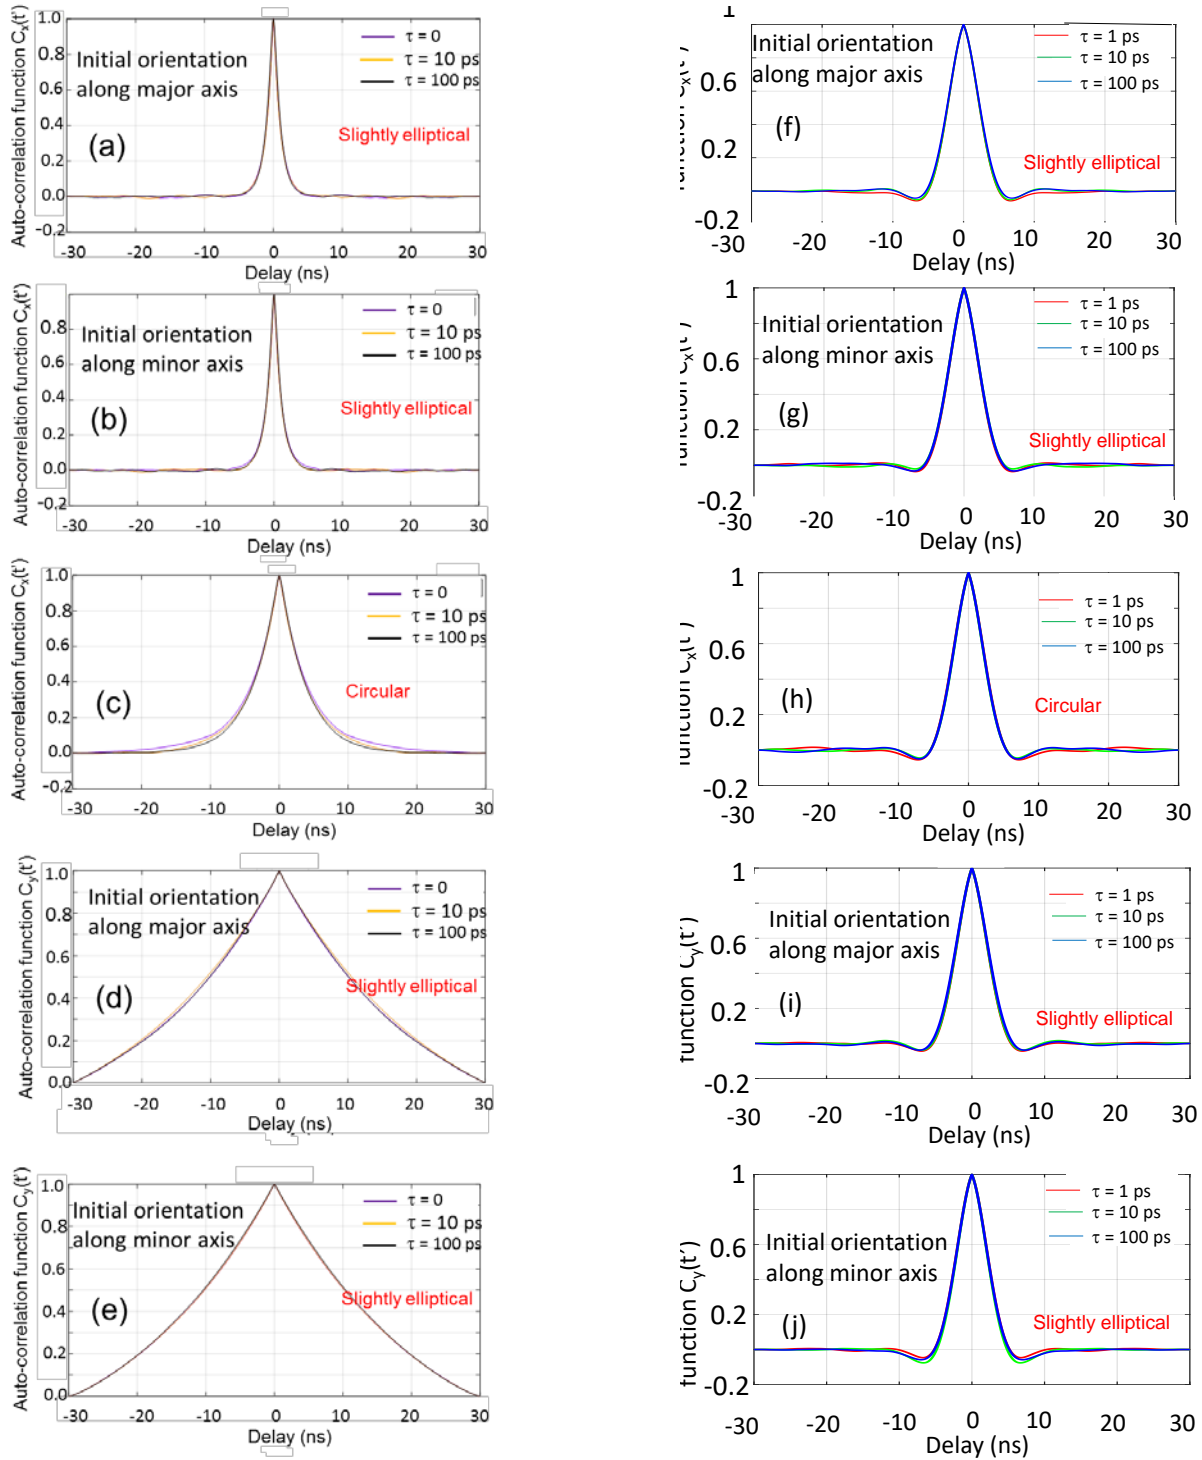 Auto-correlation function Cx(t')
0.8
0.6
0.4
0.2
0.0
-0.2
Initial orientation
along major axis
τ = 0
τ = 10 ps
τ = 100 ps
(a)
Slightly elliptical
-30 -20 -10 0 10 20 30
Delay (ns)
Auto-correlation function Cx(t')
0.8
0.6
0.4
0.2
0.0
-0.2
Initial orientation
along minor axis
τ = 0
τ = 10 ps
τ = 100 ps
(b)
Slightly elliptical
-30 -20 -10 0 10 20 30
Delay (ns)
Auto-correlation function Cx(t')
1.0
0.8
0.6
0.4
0.2
0.0
-0.2
τ = 0
τ = 10 ps
τ = 100 ps
(c)
Circular
-30 -20 -10 0 10 20 30
Delay (ns)
Auto-correlation function Cy(t')
1.0
0.8
0.6
0.4
0.2
0.0
Initial orientation
along major axis
τ = 0
τ = 10 ps
τ = 100 ps
(d)
Slightly elliptical
-30 -20 -10 0 10 20 30
Delay (ns)
Auto-correlation function Cy(t')
1.0
0.8
0.6
0.4
0.2
0.0
Initial orientation
along minor axis
τ = 0
τ = 10 ps
τ = 100 ps
(e)
Slightly elliptical
-30 -20 -10 0 10 20 30
Delay (ns)
function Cx(t')
1
0.6
0.2
-0.2
Initial orientation
along major axis
τ = 1 ps
τ = 10 ps
τ = 100 ps
(f)
Slightly elliptical
-30 -20 -10 0 10 20 30
Delay (ns)
function Cx(t')
1
0.6
0.2
-0.2
Initial orientation
along minor axis
τ = 1 ps
τ = 10 ps
τ = 100 ps
(g)
Slightly elliptical
-30 -20 -10 0 10 20 30
Delay (ns)
function Cx(t')
1
0.6
0.2
-0.2
τ = 1 ps
τ = 10 ps
τ = 100 ps
(h)
Circular
-30 -20 -10 0 10 20 30
Delay (ns)
function Cy(t')
1
0.6
0.2
-0.2
Initial orientation
along major axis
τ = 1 ps
τ = 10 ps
τ = 100 ps
(i)
Slightly elliptical
-30 -20 -10 0 10 20 30
Delay (ns)
function Cy(t')
1
0.6
0.2
-0.2
Initial orientation
along minor axis
τ = 1 ps
τ = 10 ps
τ = 100 ps
(j)
Slightly elliptical
-30 -20 -10 0 10 20 30
Delay (ns)